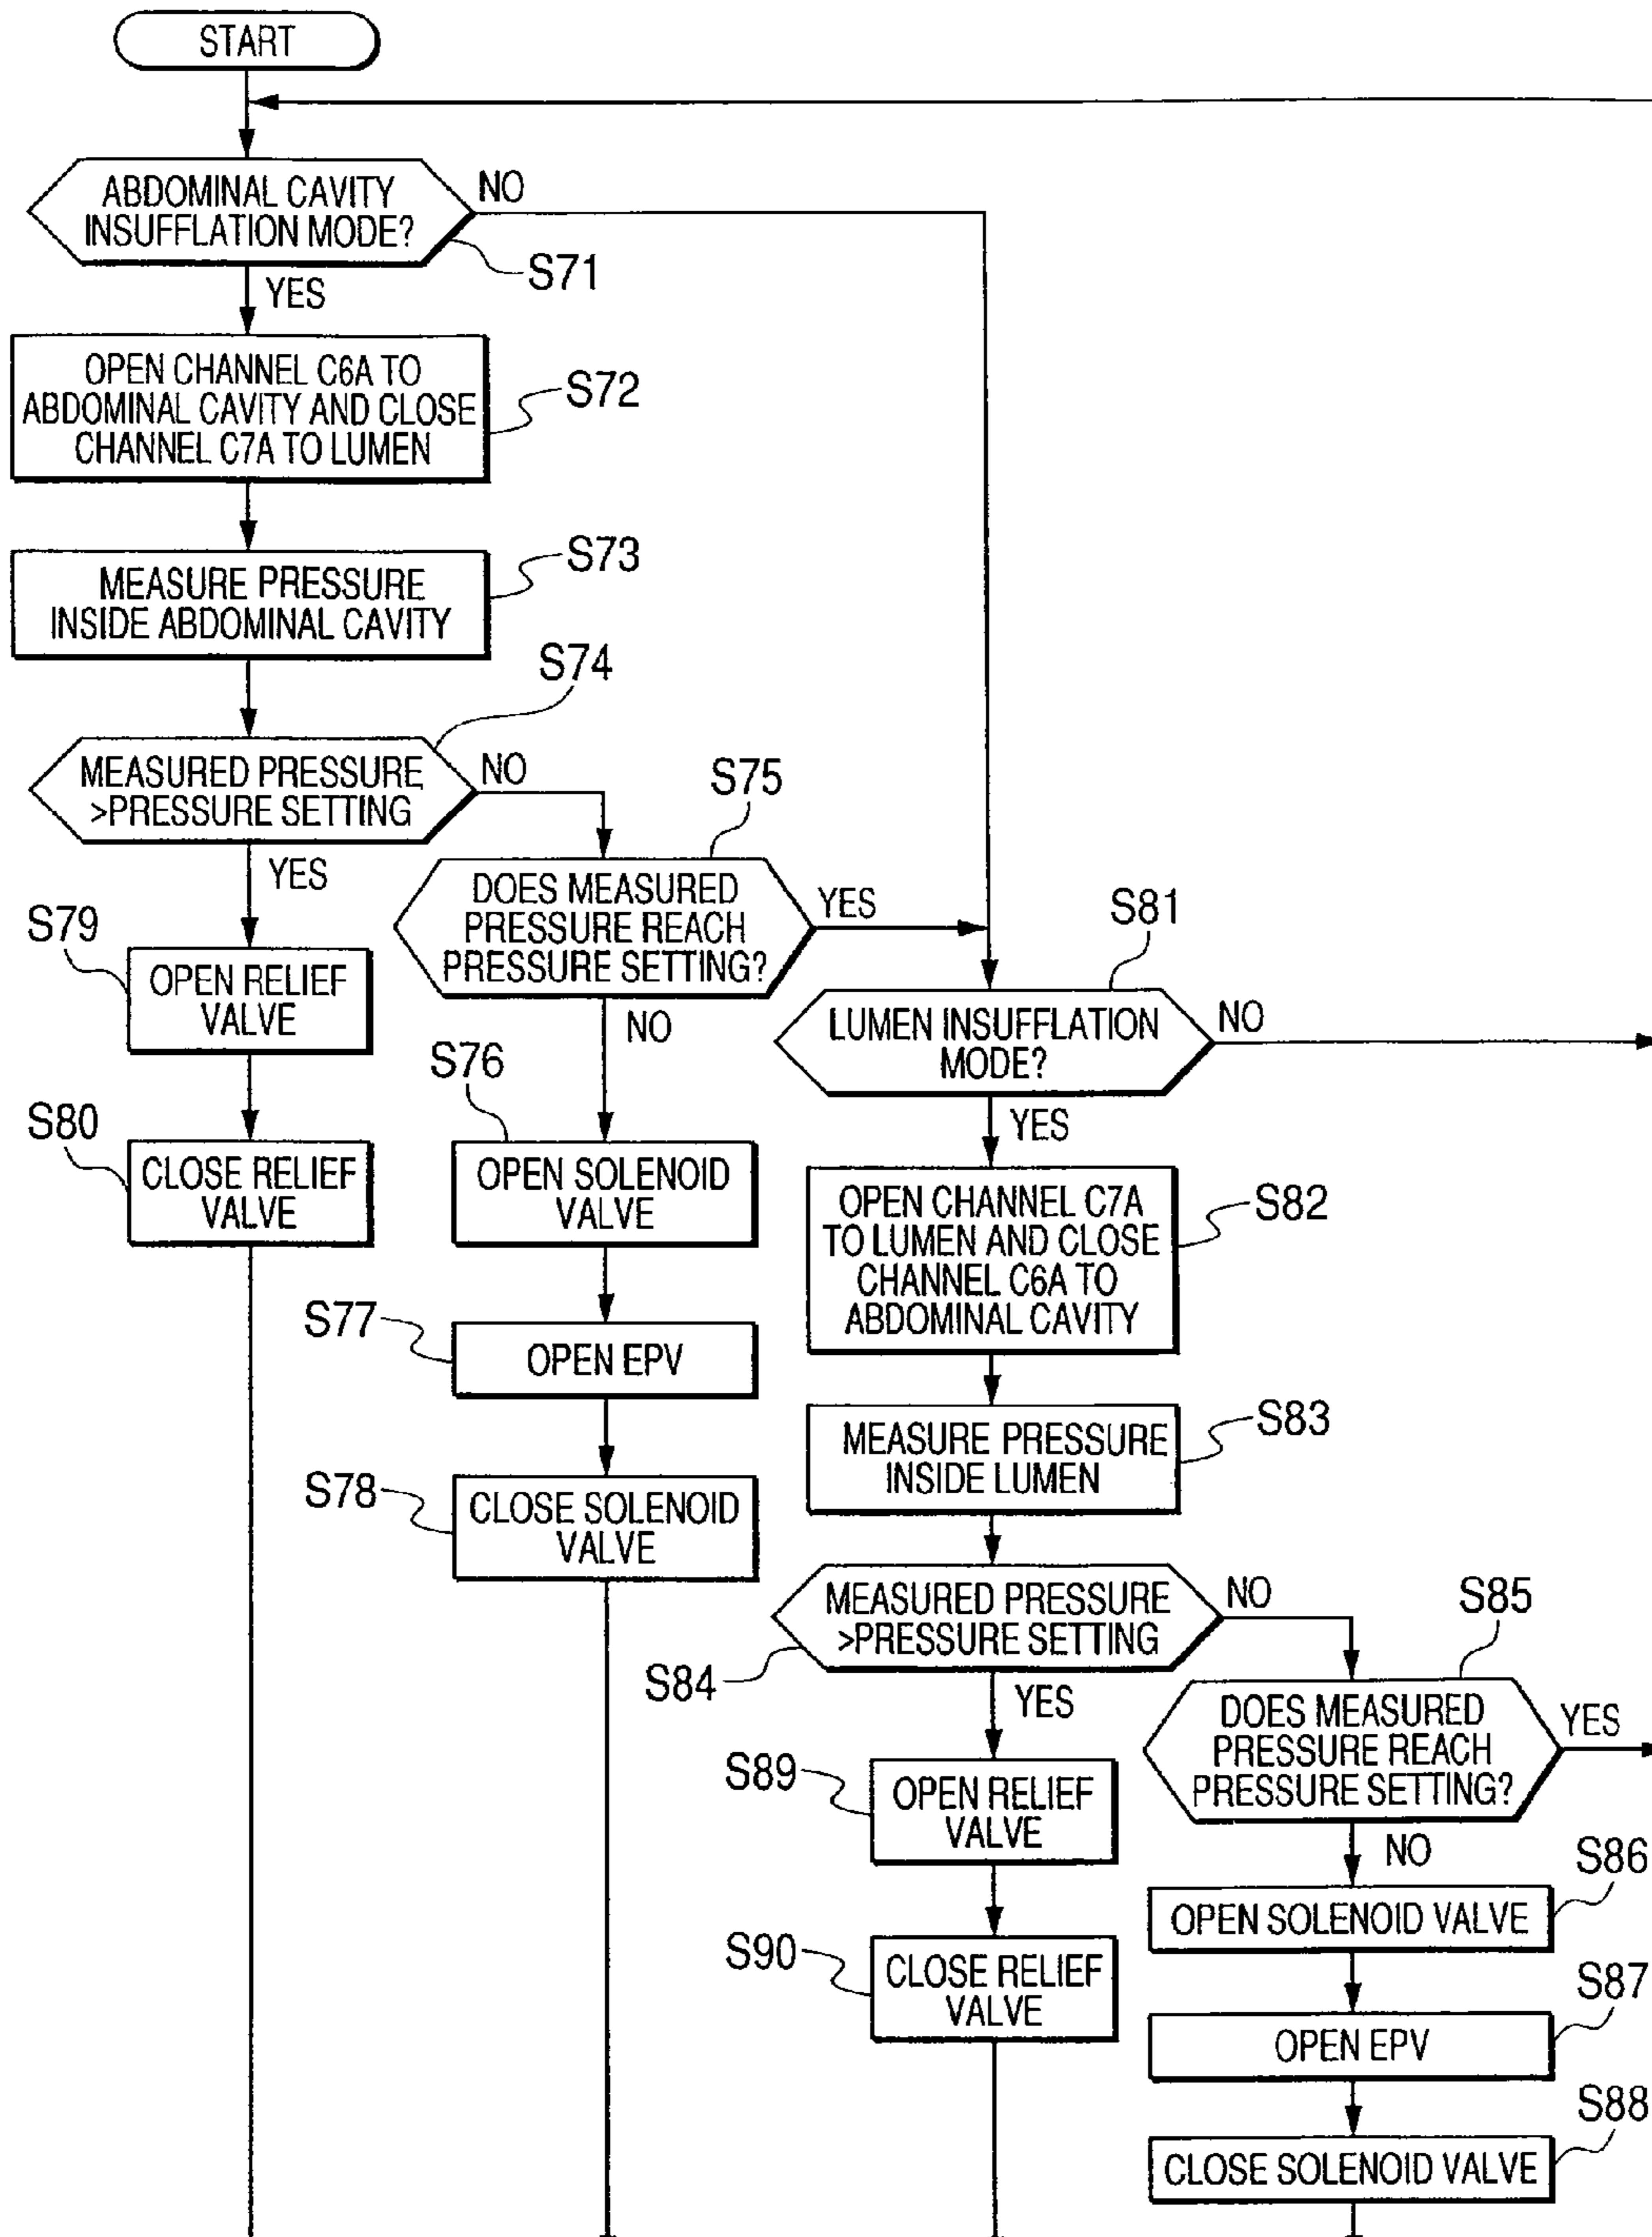 START
ABDOMINAL CAVITY
INSUFFLATION MODE?
NO
S71
YES
OPEN CHANNEL C6A TO
ABDOMINAL CAVITY AND CLOSE
CHANNEL C7A TO LUMEN
S72
MEASURE PRESSURE
INSIDE ABDOMINAL CAVITY
S73
S74
MEASURED PRESSURE
>PRESSURE SETTING
NO
YES
S75
DOES MEASURED
PRESSURE REACH
PRESSURE SETTING?
YES
NO
S79
OPEN RELIEF
VALVE
S80
CLOSE RELIEF
VALVE
S76
OPEN SOLENOID
VALVE
S77
OPEN EPV
S78
CLOSE SOLENOID
VALVE
S81
LUMEN INSUFFLATION
MODE?
NO
YES
OPEN CHANNEL C7A
TO LUMEN AND CLOSE
CHANNEL C6A TO
ABDOMINAL CAVITY
S82
MEASURE PRESSURE
INSIDE LUMEN
S83
MEASURED PRESSURE
>PRESSURE SETTING
S84
NO
YES
S85
DOES MEASURED
PRESSURE REACH
PRESSURE SETTING?
YES
NO
S89
OPEN RELIEF
VALVE
S90
CLOSE RELIEF
VALVE
S86
OPEN SOLENOID VALVE
S87
OPEN EPV
S88
CLOSE SOLENOID VALVE